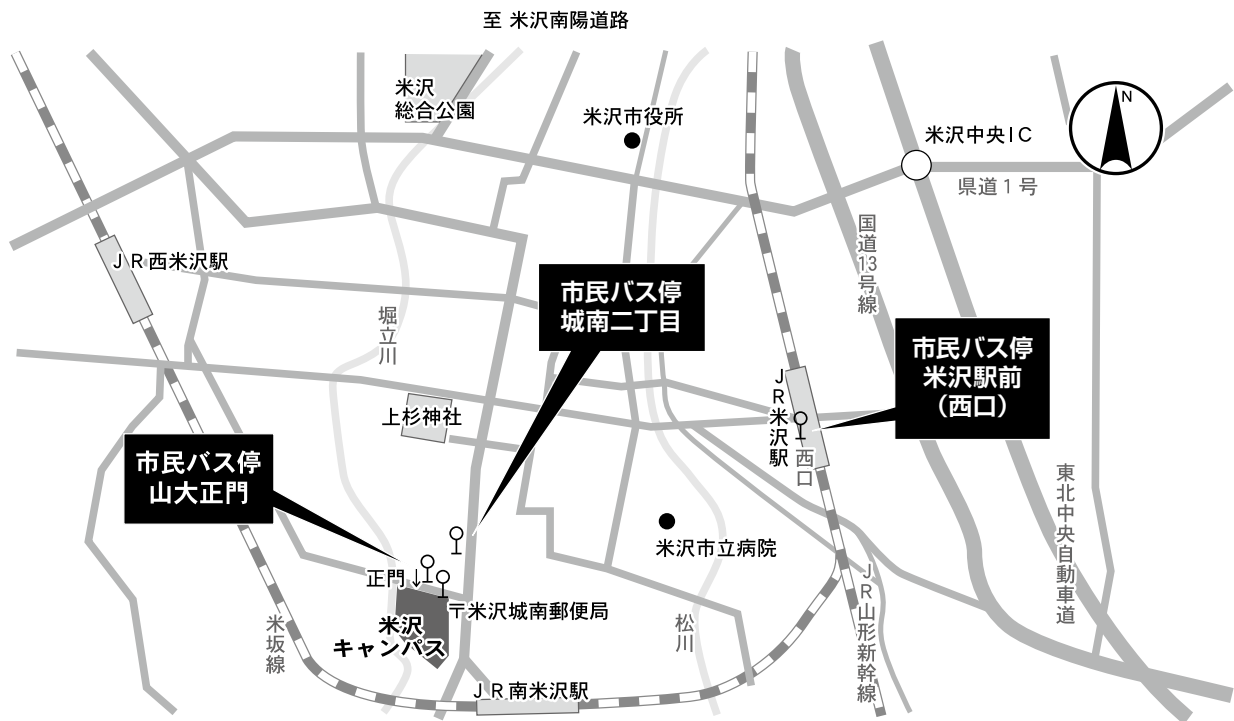 至 米沢南陽道路
米沢
総合公園
米沢市役所
N
米沢中央IC
県道1号
国道13号線
JR西米沢駅
市民バス停
城南二丁目
堀立川
市民バス停
米沢駅前
（西口）
JR米沢駅
西口
上杉神社
市民バス停
山大正門
東北中央自動車道
米沢市立病院
正門↓
〒米沢城南郵便局
米沢
キャンパス
米坂線
松川
JR山形新幹線
JR南米沢駅